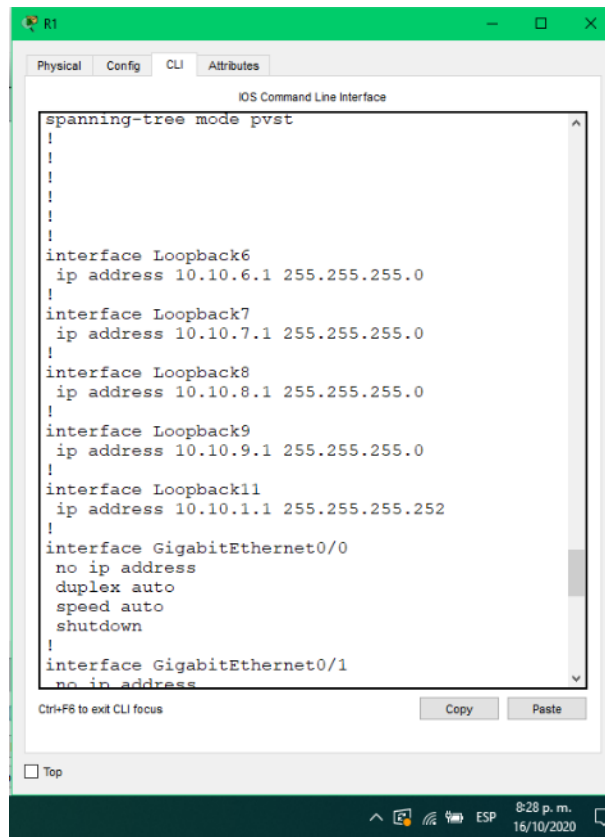 R1
Physical Config CLI Attributes
IOS Command Line Interface
spanning-tree mode pvst
!
!
!
!
!
!
interface Loopback6
ip address 10.10.6.1 255.255.255.0
!
interface Loopback7
ip address 10.10.7.1 255.255.255.0
!
interface Loopback8
ip address 10.10.8.1 255.255.255.0
!
interface Loopback9
ip address 10.10.9.1 255.255.255.0
!
interface Loopback11
ip address 10.10.1.1 255.255.255.252
!
interface GigabitEthernet0/0
no ip address
duplex auto
speed auto
shutdown
!
interface GigabitEthernet0/1
no ip address
Ctrl+F6 to exit CLI focus
Copy Paste
Top
ESP
8:28 p. m.
16/10/2020